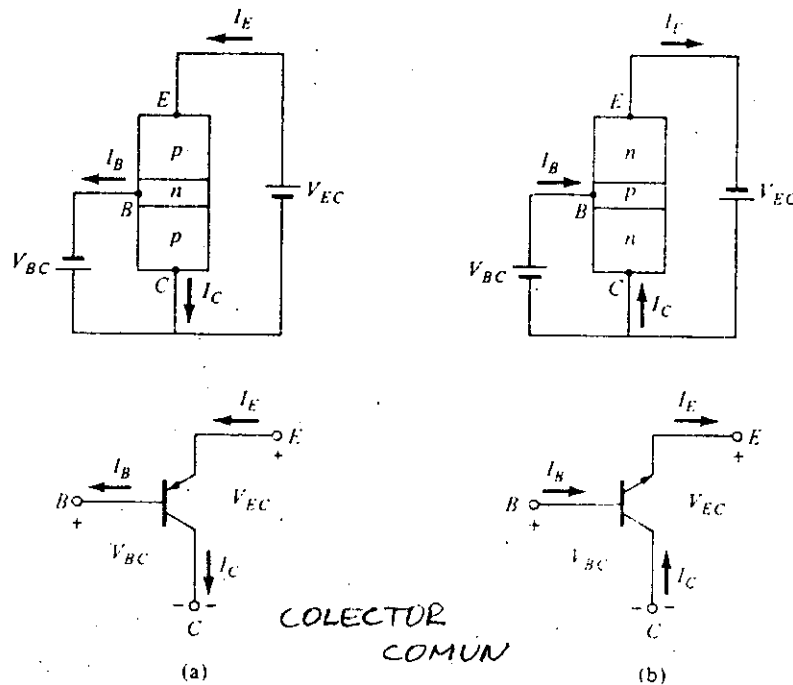 I_E
I_E
E
E
p
n
I_B
I_B
n
p
V_EC
V_EC
B
B
p
n
V_BC
V_BC
C
I_C
C
I_C
I_E
I_E
E
E
+
+
I_B
I_B
V_EC
V_EC
B
B
+
+
V_BC
V_BC
I_C
I_C
- -
- -
C
C
COLECTOR
COMUN
(a)
(b)